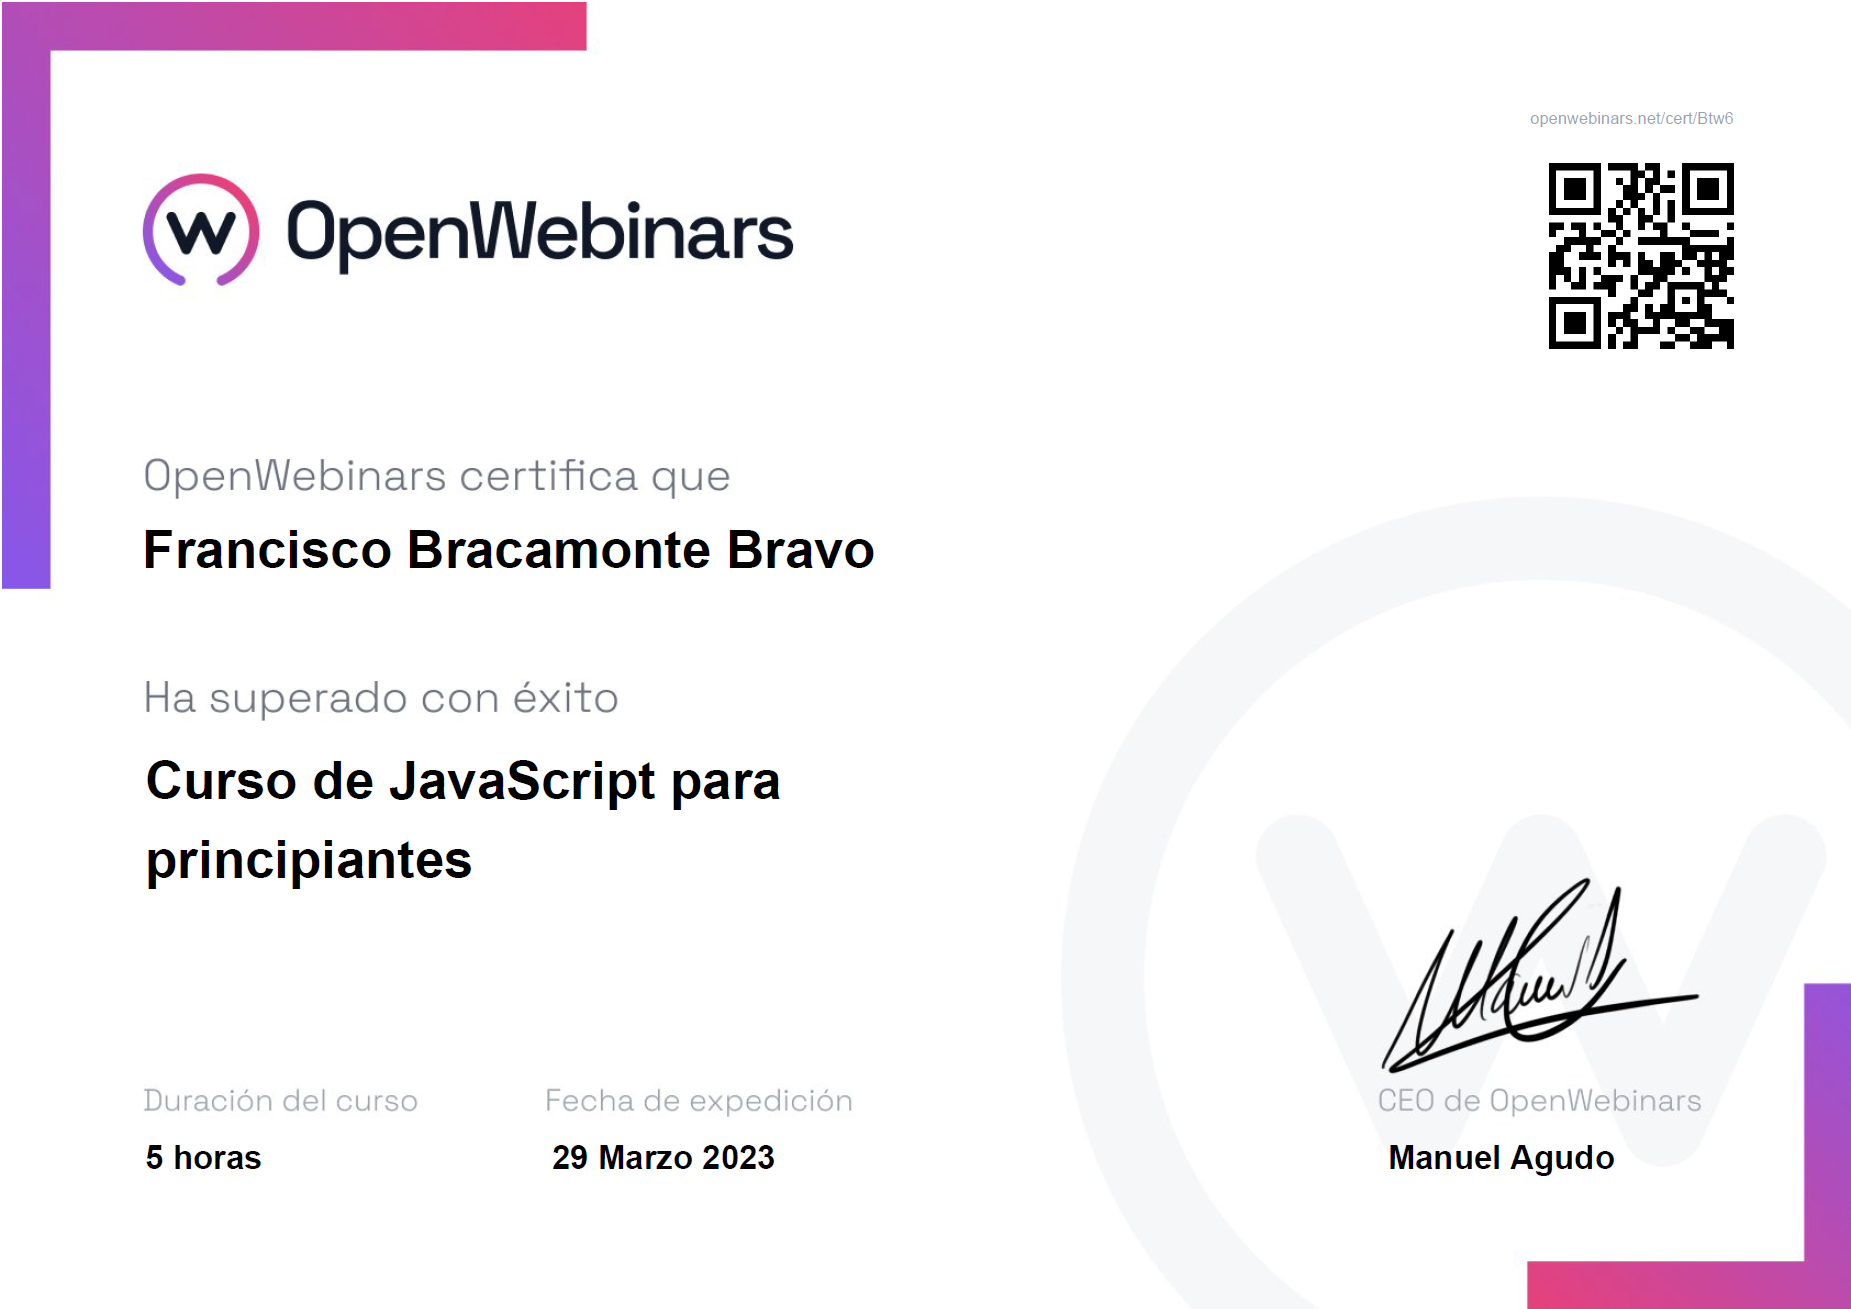 openwebinars.net/cert/Btw6
OpenWebinars
OpenWebinars certifica que
Francisco Bracamonte Bravo
Ha superado con éxito
Curso de JavaScript para
principiantes
Duración del curso
5 horas
Fecha de expedición
29 Marzo 2023
CEO de OpenWebinars
Manuel Agudo